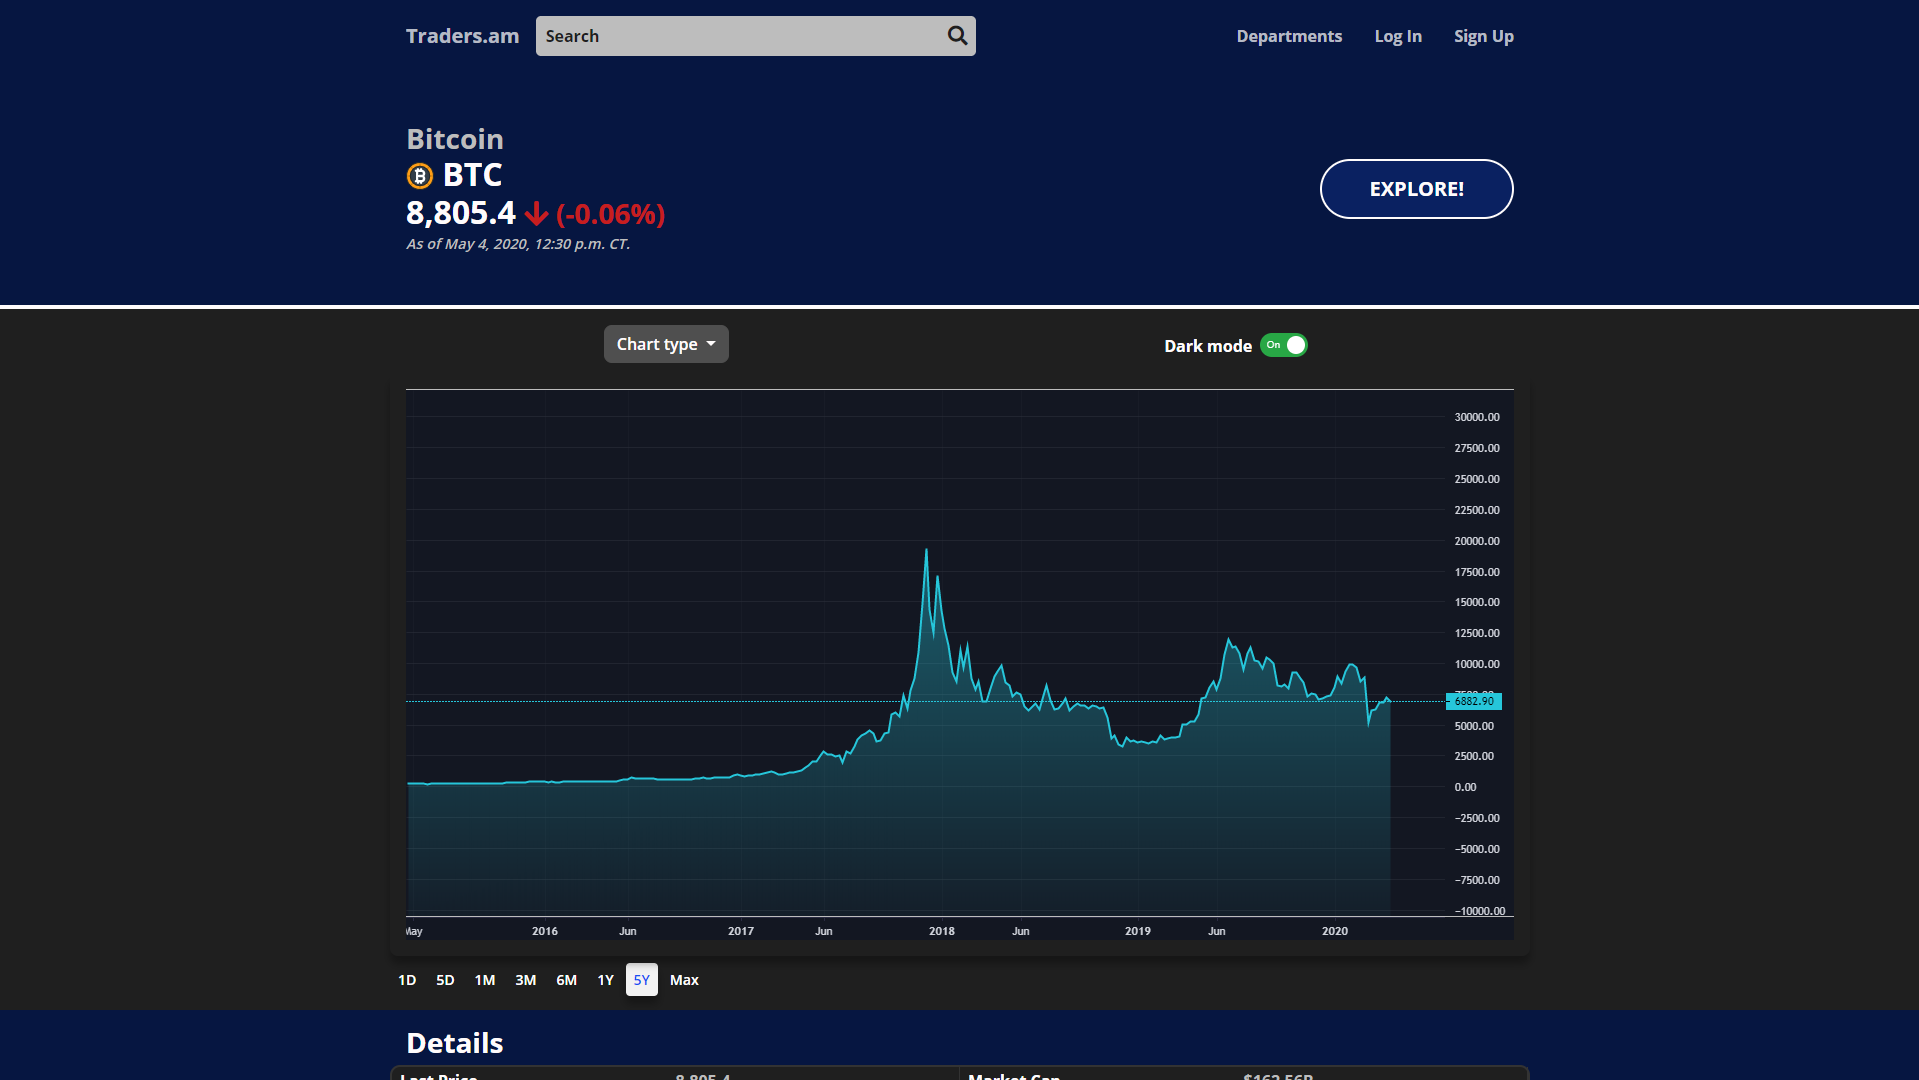 Traders.am Search Departments Log In Sign Up
Bitcoin
BTC
8,805.4 (-0.06%)
As of May 4, 2020, 12:30 p.m. CT.
EXPLORE!
Chart type Dark mode On
30000.00
27500.00
25000.00
22500.00
20000.00
17500.00
15000.00
12500.00
10000.00
7500.00
6882.90
5000.00
2500.00
0.00
−2500.00
−5000.00
−7500.00
−10000.00
May 2016 Jun 2017 Jun 2018 Jun 2019 Jun 2020
1D 5D 1M 3M 6M 1Y 5Y Max
Details
Last Price 8,805.4 Market Cap $162.56B